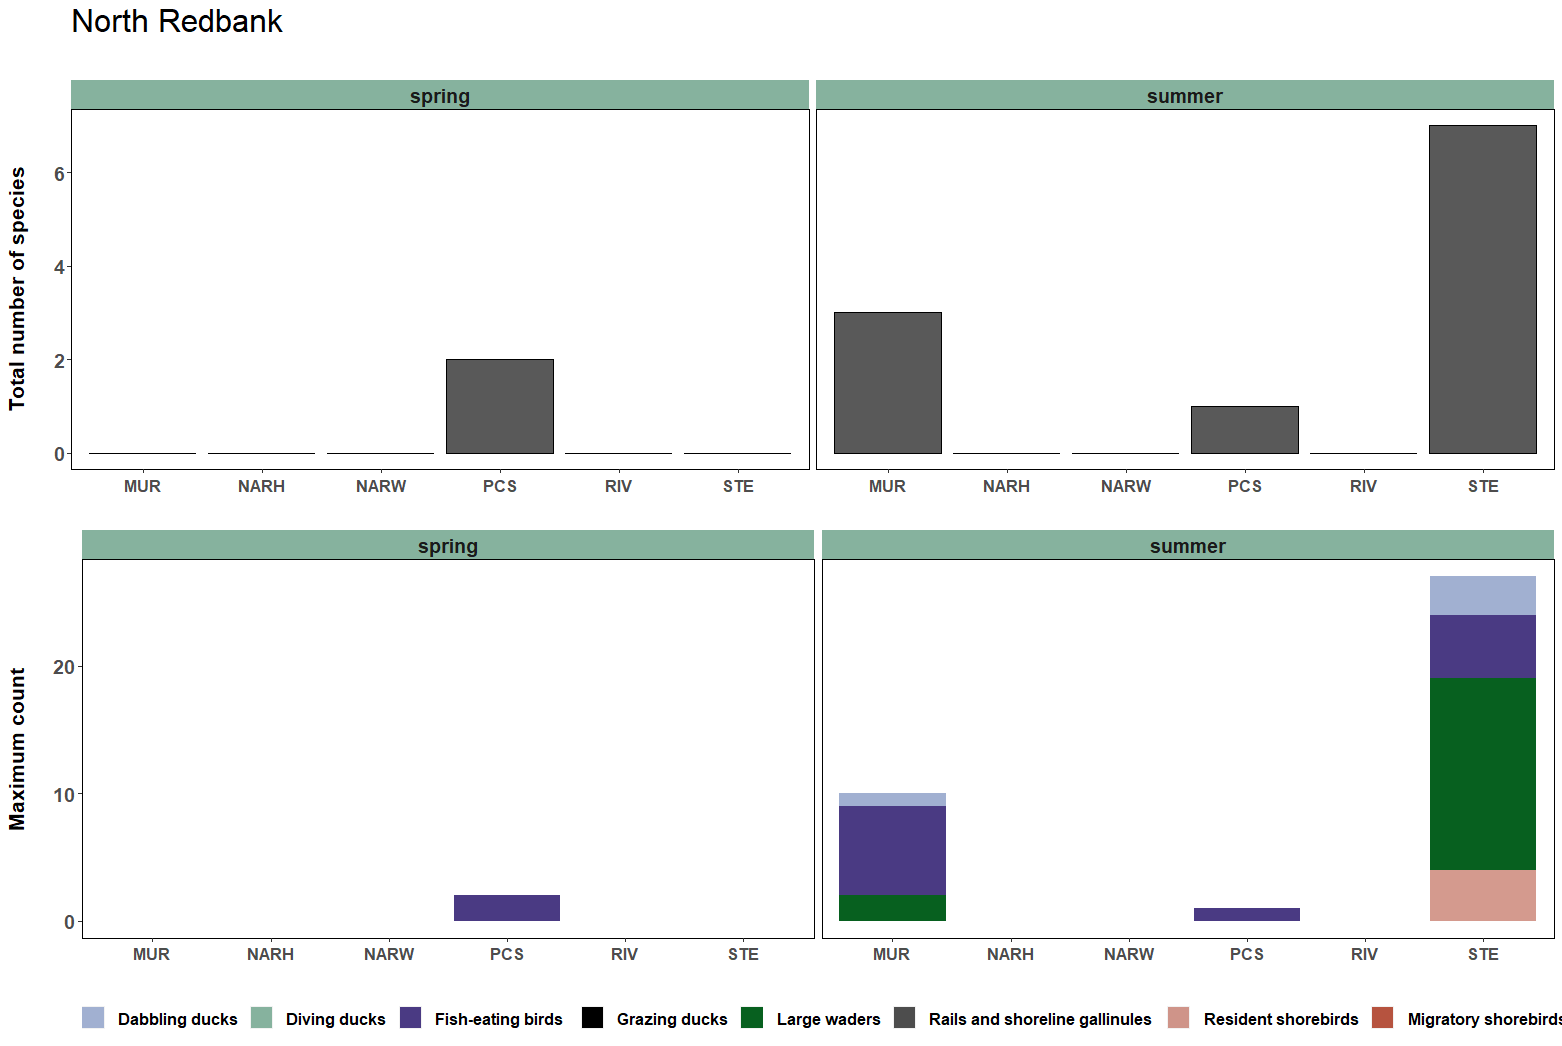 North Redbank
spring summer
Total number of species
6
4
2
0
MUR NARH NARW PCS RIV STE MUR NARH NARW PCS RIV STE
spring summer
Maximum count
20
10
0
MUR NARH NARW PCS RIV STE MUR NARH NARW PCS RIV STE
Dabbling ducks Diving ducks Fish-eating birds Grazing ducks Large waders Rails and shoreline gallinules Resident shorebirds Migratory shorebirds